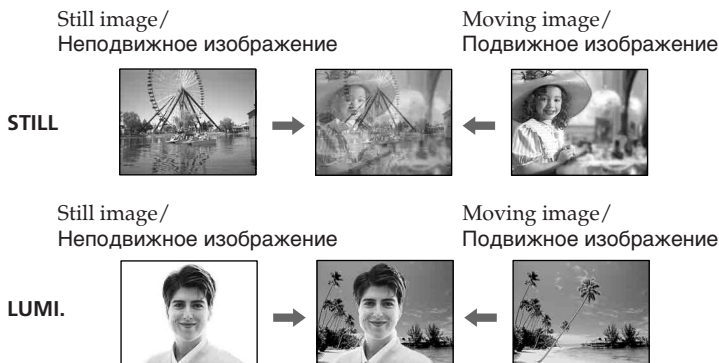 Still image/
Неподвижное изображение
Moving image/
Подвижное изображение
STILL
Still image/
Неподвижное изображение
Moving image/
Подвижное изображение
LUMI.